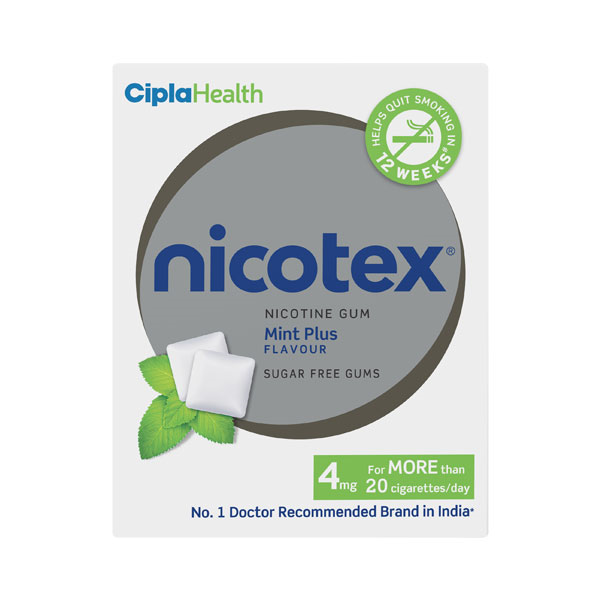 CiplaHealth
HELPS QUIT SMOKING IN
12 WEEKS#
nicotex®
NICOTINE GUM
Mint Plus
FLAVOUR
SUGAR FREE GUMS
4mg
For MORE than
20 cigarettes/day
No. 1 Doctor Recommended Brand in India*